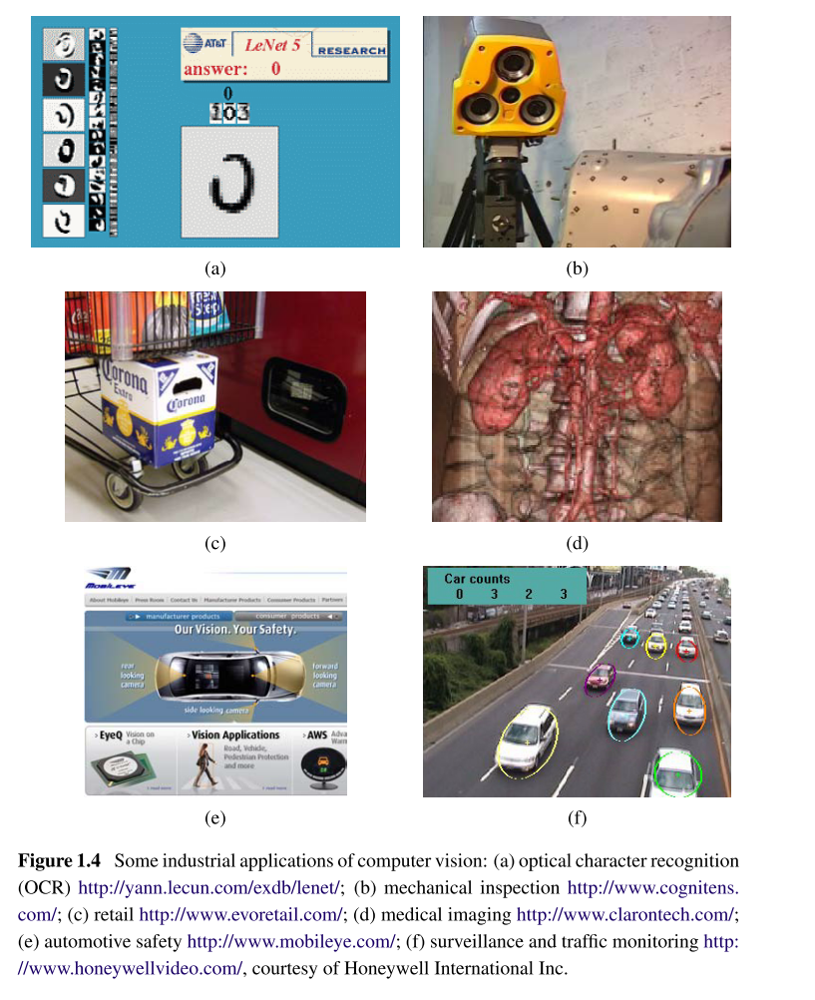 AT&T LeNet 5 RESEARCH
answer: 0
0
103
(a)
(b)
Fresh
Step
Corona
Extra
Corona
(c)
(d)
MOBILEYE
About Mobileye | Press Room | Contact Us | Manufacturer Products | Consumer Products | Partners
manufacturer products consumer products
Our Vision. Your Safety.
rear looking camera
forward looking camera
side looking camera
› EyeQ Vision on a Chip
› Vision Applications
Road, Vehicle, Pedestrian Protection and more
› AWS
read more
read more
(e)
Car counts
0 3 2 3
(f)
Figure 1.4 Some industrial applications of computer vision: (a) optical character recognition
(OCR) http://yann.lecun.com/exdb/lenet/; (b) mechanical inspection http://www.cognitens.
com/; (c) retail http://www.evoretail.com/; (d) medical imaging http://www.clarontech.com/;
(e) automotive safety http://www.mobileye.com/; (f) surveillance and traffic monitoring http:
//www.honeywellvideo.com/, courtesy of Honeywell International Inc.